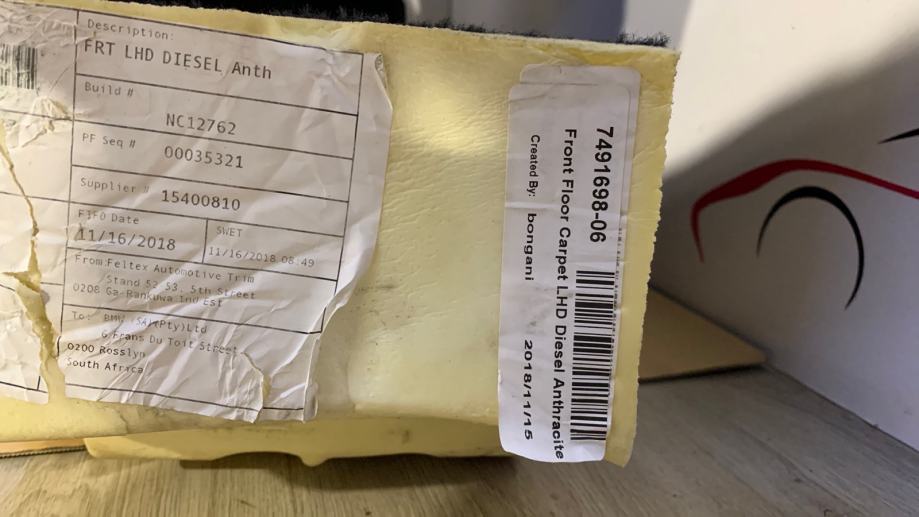 Description:
FRT LHD DIESEL Anth
Build #
NC12762
PF Seq #
00035321
Supplier #
15400810
FIFO Date
11/16/2018
SWET
11/16/2018 08:49
From:Feltex Automotive Trim
Stand 52 53, 5th Street
0208 Ga-Rankuwa Ind Est
To: BMW (SA)(Pty)Ltd
6 Frans Du Toit Street
0200 Rosslyn
South Africa
7491698-06
Front Floor Carpet LHD Diesel Anthracite
Created By: bongani 2018/11/15